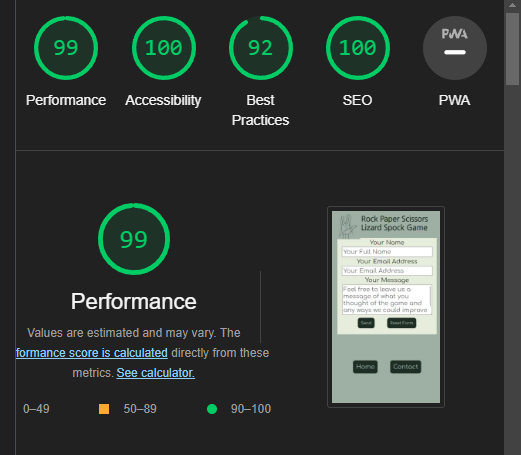 99 100 92 100 PWA
Performance Accessibility Best Practices SEO PWA
99
Performance
Values are estimated and may vary. The
formance score is calculated directly from these
metrics. See calculator.
0–49 50–89 90–100
Rock Paper Scissors
Lizard Spock Game
Your Name
Your Full Name
Your Email Address
Your Email Address
Your Message
Feel free to leave us a
message of what you
thought of the game and
any ways we could improve
Send Reset Form
Home Contact